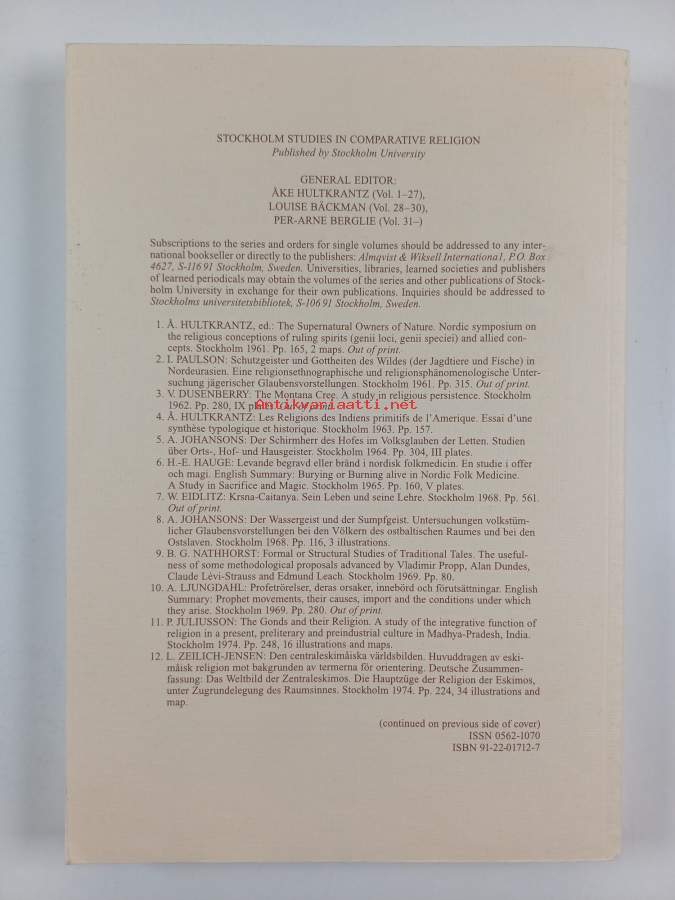 STOCKHOLM STUDIES IN COMPARATIVE RELIGION
Published by Stockholm University
GENERAL EDITOR:
ÅKE HULTKRANTZ (Vol. 1–27),
LOUISE BÄCKMAN (Vol. 28–30),
PER-ARNE BERGLIE (Vol. 31–)
Subscriptions to the series and orders for single volumes should be addressed to any inter-
national bookseller or directly to the publishers: Almqvist & Wiksell International, P.O. Box
4627, S-116 91 Stockholm, Sweden. Universities, libraries, learned societies and publishers
of learned periodicals may obtain the volumes of the series and other publications of Stock-
holm University in exchange for their own publications. Inquiries should be addressed to
Stockholms universitetsbibliotek, S-106 91 Stockholm, Sweden.
1. Å. HULTKRANTZ, ed.: The Supernatural Owners of Nature. Nordic symposium on
the religious conceptions of ruling spirits (genii loci, genii speciei) and allied con-
cepts. Stockholm 1961. Pp. 165, 2 maps. Out of print.
2. I. PAULSON: Schutzgeister und Gottheiten des Wildes (der Jagdtiere und Fische) in
Nordeurasien. Eine religionsethnographische und religionsphänomenologische Unter-
suchung jägerischer Glaubensvorstellungen. Stockholm 1961. Pp. 315. Out of print.
3. V. DUSENBERRY: The Montana Cree. A study in religious persistence. Stockholm
1962. Pp. 280, IX plates. Out of print.
Antikvariaatti.net
4. Å. HULTKRANTZ: Les Religions des Indiens primitifs de l'Amerique. Essai d'une
synthèse typologique et historique. Stockholm 1963. Pp. 157.
5. A. JOHANSONS: Der Schirmherr des Hofes im Volksglauben der Letten. Studien
über Orts-, Hof- und Hausgeister. Stockholm 1964. Pp. 304, III plates.
6. H.-E. HAUGE: Levande begravd eller bränd i nordisk folkmedicin. En studie i offer
och magi. English Summary: Burying or Burning alive in Nordic Folk Medicine.
A Study in Sacrifice and Magic. Stockholm 1965. Pp. 160, V plates.
7. W. EIDLITZ: Krsna-Caitanya. Sein Leben und seine Lehre. Stockholm 1968. Pp. 561.
Out of print.
8. A. JOHANSONS: Der Wassergeist und der Sumpfgeist. Untersuchungen volkstüm-
licher Glaubensvorstellungen bei den Völkern des ostbaltischen Raumes und bei den
Ostslaven. Stockholm 1968. Pp. 116, 3 illustrations.
9. B. G. NATHHORST: Formal or Structural Studies of Traditional Tales. The useful-
ness of some methodological proposals advanced by Vladimir Propp, Alan Dundes,
Claude Lévi-Strauss and Edmund Leach. Stockholm 1969. Pp. 80.
10. A. LJUNGDAHL: Profetrörelser, deras orsaker, innebörd och förutsättningar. English
Summary: Prophet movements, their causes, import and the conditions under which
they arise. Stockholm 1969. Pp. 280. Out of print.
11. P. JULIUSSON: The Gonds and their Religion. A study of the integrative function of
religion in a present, preliterary and preindustrial culture in Madhya-Pradesh, India.
Stockholm 1974. Pp. 248, 16 illustrations and maps.
12. L. ZEILICH-JENSEN: Den centraleskimåiska världsbilden. Huvuddragen av eski-
måisk religion mot bakgrunden av termerna för orientering. Deutsche Zusammen-
fassung: Das Weltbild der Zentraleskimos. Die Hauptzüge der Religion der Eskimos,
unter Zugrundelegung des Raumsinnes. Stockholm 1974. Pp. 224, 34 illustrations and
map.
(continued on previous side of cover)
ISSN 0562-1070
ISBN 91-22-01712-7